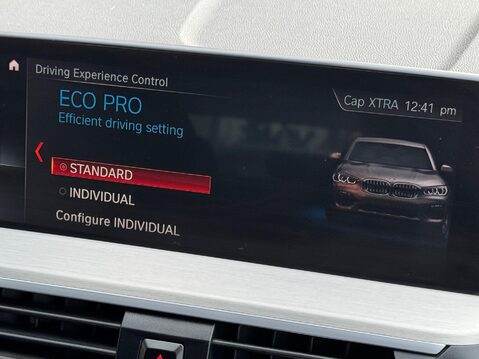 Driving Experience Control
Cap XTRA 12:41 pm
ECO PRO
Efficient driving setting
STANDARD
INDIVIDUAL
Configure INDIVIDUAL